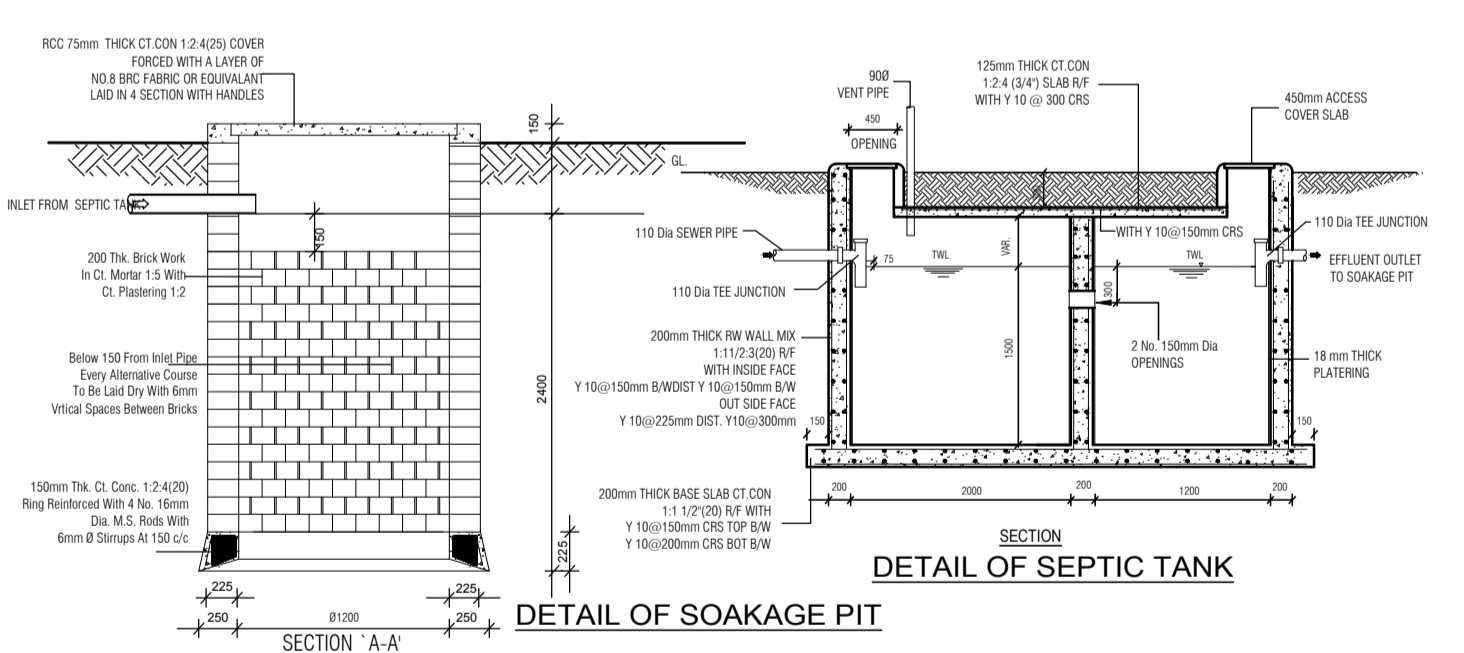 RCC 75mm THICK CT.CON 1:2:4(25) COVER
FORCED WITH A LAYER OF
NO.8 BRC FABRIC OR EQUIVALANT
LAID IN 4 SECTION WITH HANDLES
150
GL.
INLET FROM SEPTIC TANK
150
200 Thk. Brick Work
In Ct. Mortar 1:5 With
Ct. Plastering 1:2
Below 150 From Inlet Pipe
Every Alternative Course
To Be Laid Dry With 6mm
Vrtical Spaces Between Bricks
2400
150mm Thk. Ct. Conc. 1:2:4(20)
Ring Reinforced With 4 No. 16mm
Dia. M.S. Rods With
6mm Ø Stirrups At 150 c/c
225
225
225
250
Ø1200
250
SECTION `A-A'
DETAIL OF SOAKAGE PIT
90Ø
VENT PIPE
450
OPENING
125mm THICK CT.CON
1:2:4 (3/4") SLAB R/F
WITH Y 10 @ 300 CRS
450mm ACCESS
COVER SLAB
110 Dia SEWER PIPE
75
TWL
VAR.
WITH Y 10@150mm CRS
TWL
110 Dia TEE JUNCTION
EFFLUENT OUTLET
TO SOAKAGE PIT
110 Dia TEE JUNCTION
300
200mm THICK RW WALL MIX
1:11/2:3(20) R/F
WITH INSIDE FACE
Y 10@150mm B/WDIST Y 10@150mm B/W
OUT SIDE FACE
Y 10@225mm DIST. Y10@300mm
1500
2 No. 150mm Dia
OPENINGS
18 mm THICK
PLATERING
150
150
200mm THICK BASE SLAB CT.CON
1:1 1/2"(20) R/F WITH
Y 10@150mm CRS TOP B/W
Y 10@200mm CRS BOT B/W
200
2000
200
1200
200
SECTION
DETAIL OF SEPTIC TANK